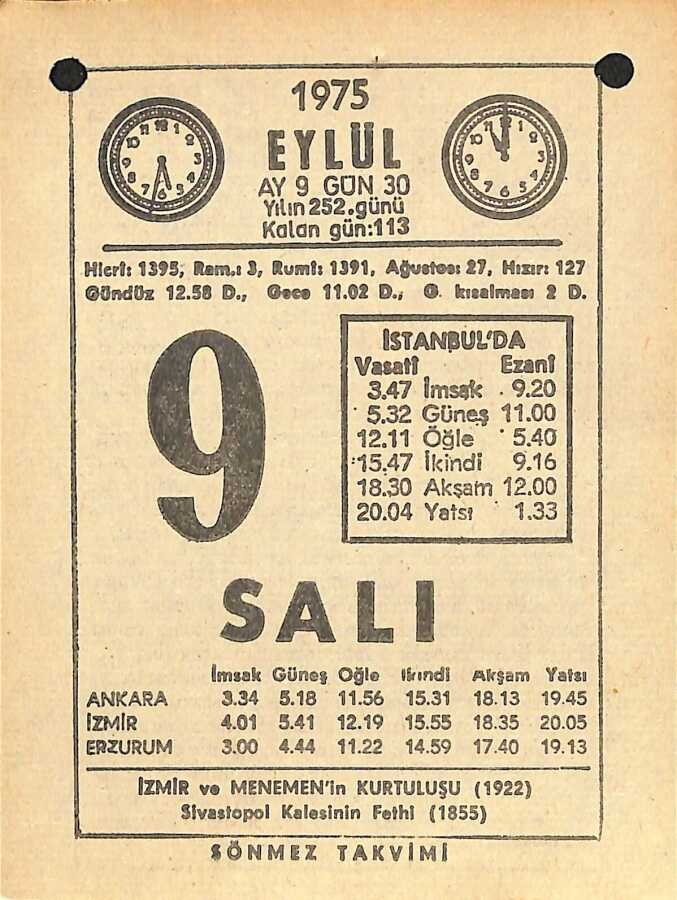 1975
EYLÜL
AY 9 GÜN 30
Yılın 252.günü
Kalan gün:113
Hicrî: 1395, Ram.: 3, Rumî: 1391, Ağustos: 27, Hızır: 127
Gündüz 12.58 D., Gece 11.02 D., G. kısalması 2 D.
9
İSTANBUL'DA
Vasatî Ezanî
3.47 İmsak 9.20
5.32 Güneş 11.00
12.11 Öğle 5.40
15.47 İkindi 9.16
18.30 Akşam 12.00
20.04 Yatsı 1.33
SALI
İmsak Güneş Öğle İkindi Akşam Yatsı
ANKARA 3.34 5.18 11.56 15.31 18.13 19.45
İZMİR 4.01 5.41 12.19 15.55 18.35 20.05
ERZURUM 3.00 4.44 11.22 14.59 17.40 19.13
İZMİR ve MENEMEN'in KURTULUŞU (1922)
Sivastopol Kalesinin Fethi (1855)
SÖNMEZ TAKVİMİ